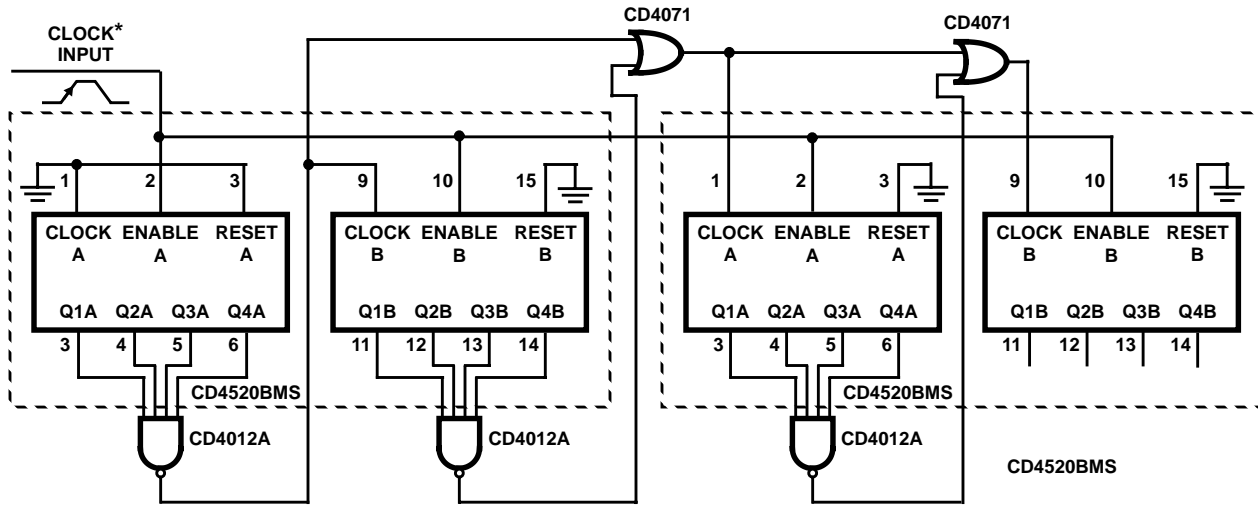 CD4071
CD4071
CLOCK*
INPUT
1 2 3 9 10 15 1 2 3 9 10 15
CLOCK ENABLE RESET
A A A
CLOCK ENABLE RESET
B B B
CLOCK ENABLE RESET
A A A
CLOCK ENABLE RESET
B B B
Q1A Q2A Q3A Q4A
Q1B Q2B Q3B Q4B
Q1A Q2A Q3A Q4A
Q1B Q2B Q3B Q4B
3 4 5 6 11 12 13 14 3 4 5 6 11 12 13 14
CD4520BMS
CD4520BMS
CD4012A
CD4012A
CD4012A
CD4520BMS